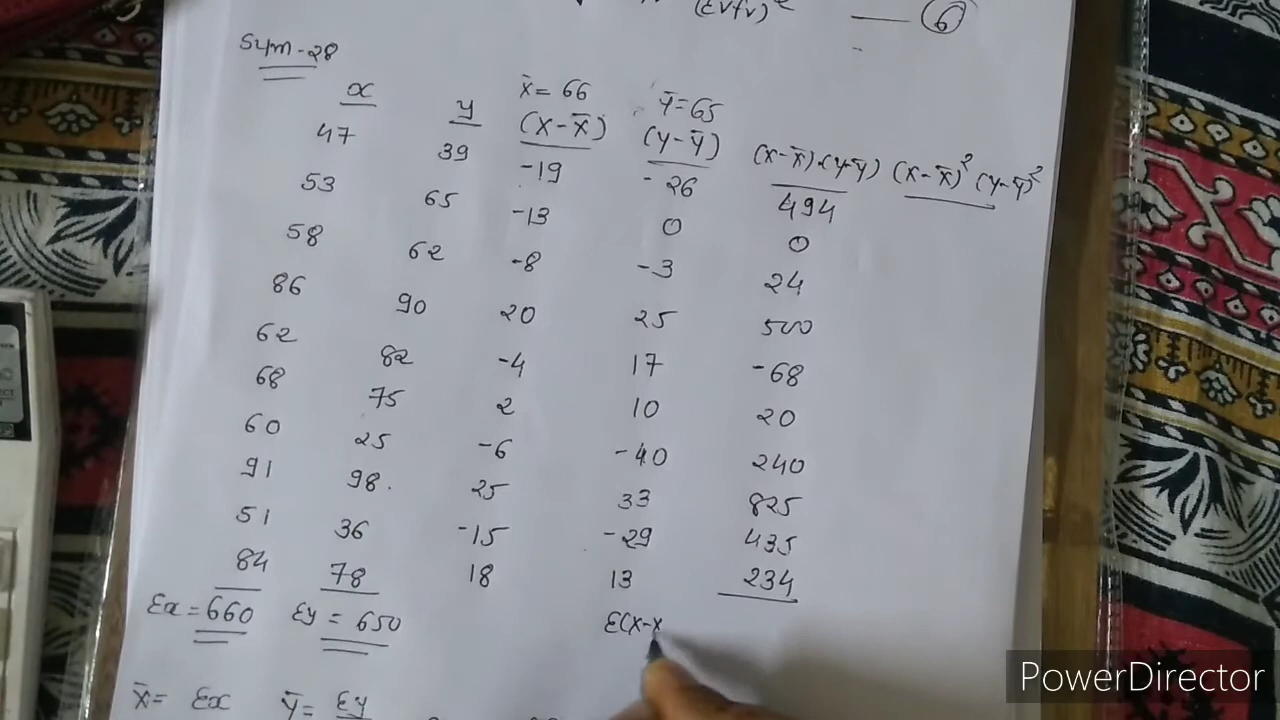 (Σv/v)² — (6)
Sum-28
x y x̄= 66 ȳ=65
(x-x̄) (y-ȳ) (x-x̄)·(y-ȳ) (x-x̄)² (y-ȳ)²
47 39 -19 -26 494
53 65 -13 0 0
58 62 -8 -3 24
86 90 20 25 500
62 82 -4 17 -68
68 75 2 10 20
60 25 -6 -40 240
91 98. 25 33 825
51 36 -15 -29 435
84 78 18 13 234
Σx = 660 Σy = 650 Σ(x-x
x̄= Σx ȳ= Σy
PowerDirector